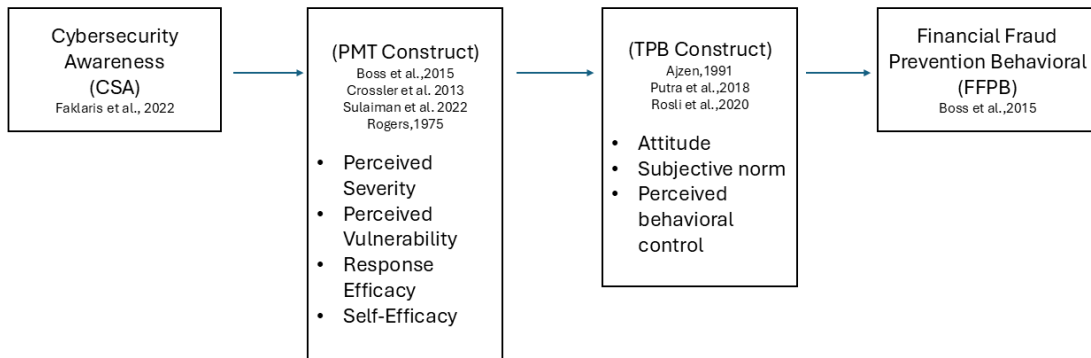 Cybersecurity
Awareness
(CSA)
Faklaris et al., 2022
(PMT Construct)
Boss et al.,2015
Crossler et al. 2013
Sulaiman et al. 2022
Rogers,1975
• Perceived
Severity
• Perceived
Vulnerability
• Response
Efficacy
• Self-Efficacy
(TPB Construct)
Ajzen,1991
Putra et al.,2018
Rosli et al.,2020
• Attitude
• Subjective norm
• Perceived
behavioral
control
Financial Fraud
Prevention Behavioral
(FFPB)
Boss et al.,2015